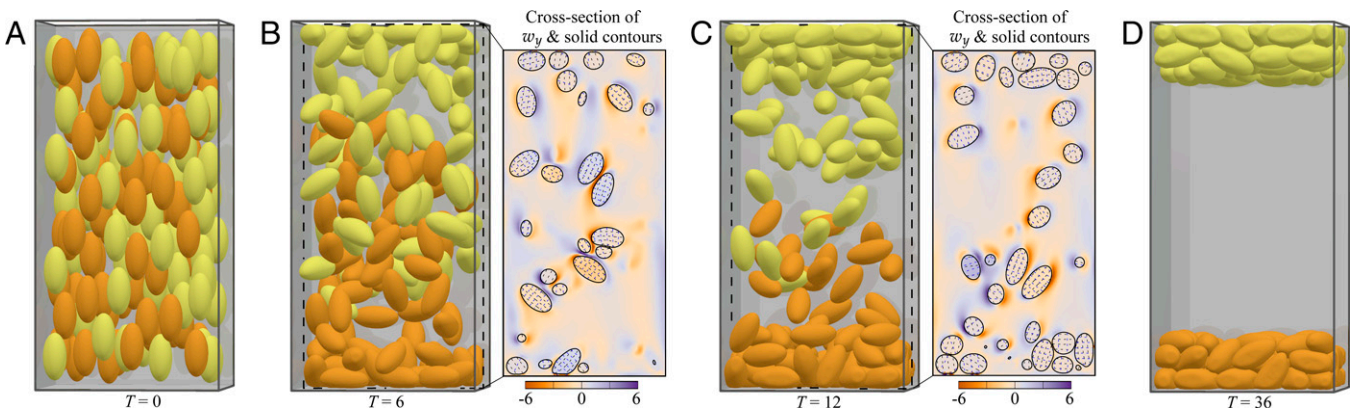 A
B
Cross-section of
w_y & solid contours
C
Cross-section of
w_y & solid contours
D
T = 0
T = 6
-6 0 6
T = 12
-6 0 6
T = 36